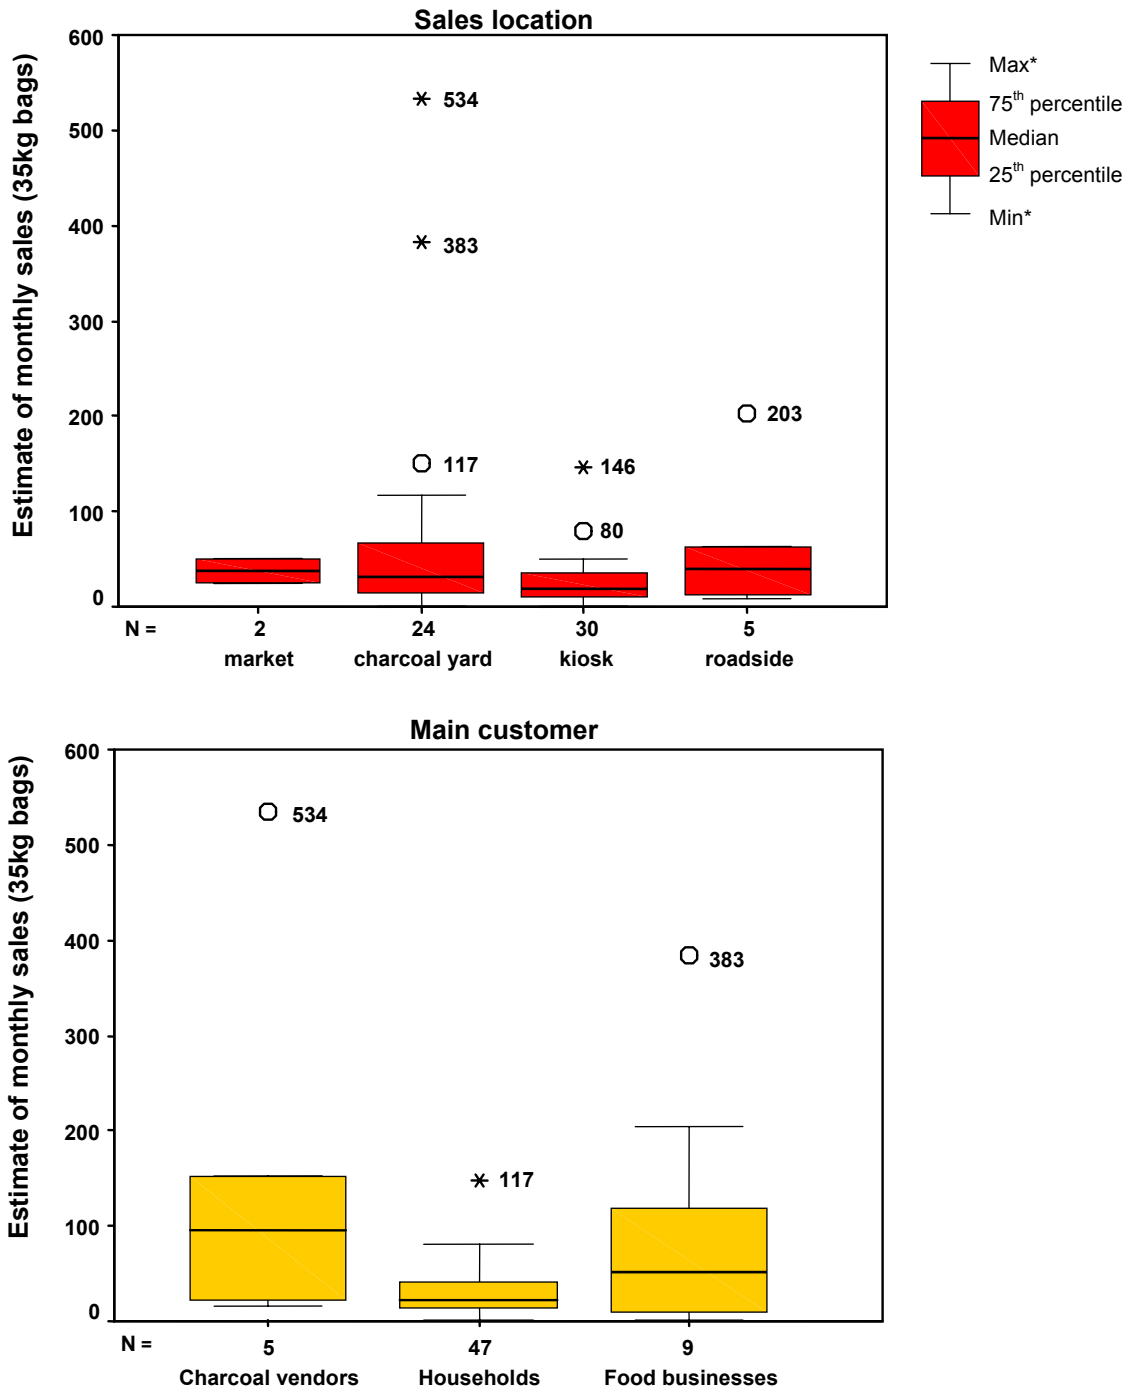 Sales location
Estimate of monthly sales (35kg bags)
600
500
400
300
200
100
0
534
383
117
146
80
203
N = 2 24 30 5
market charcoal yard kiosk roadside
Max*
75th percentile
Median
25th percentile
Min*
Main customer
Estimate of monthly sales (35kg bags)
600
500
400
300
200
100
0
534
117
383
N = 5 47 9
Charcoal vendors Households Food businesses